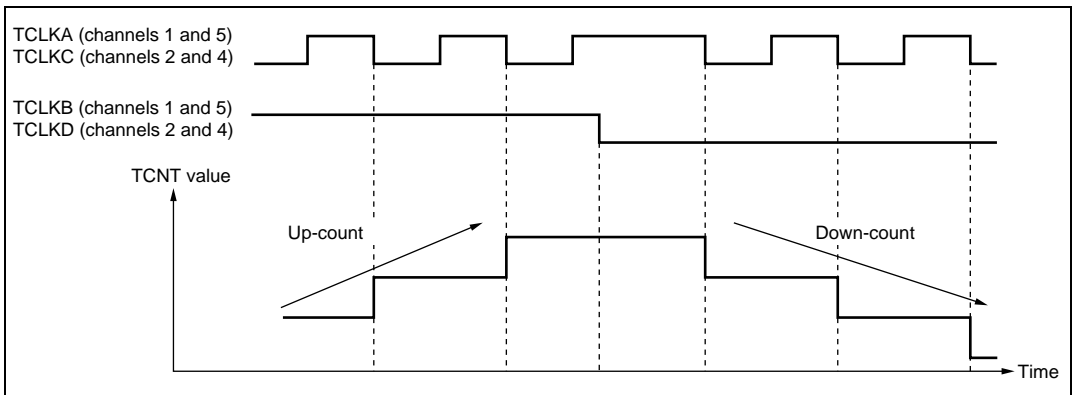 TCLKA (channels 1 and 5)
TCLKC (channels 2 and 4)
TCLKB (channels 1 and 5)
TCLKD (channels 2 and 4)
TCNT value
Up-count
Down-count
Time